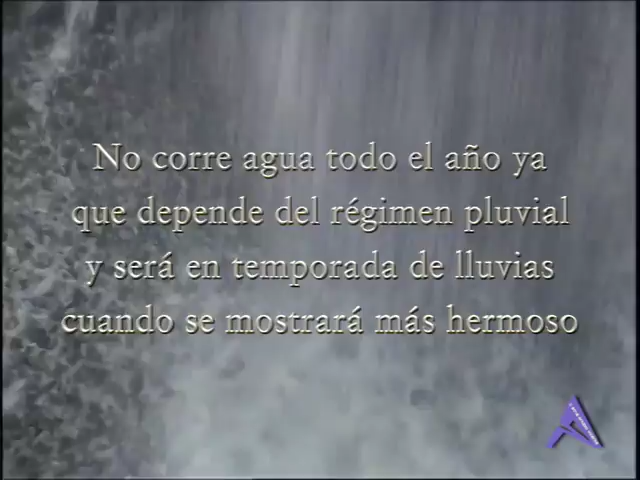 No corre agua todo el año ya
que depende del régimen pluvial
y será en temporada de lluvias
cuando se mostrará más hermoso